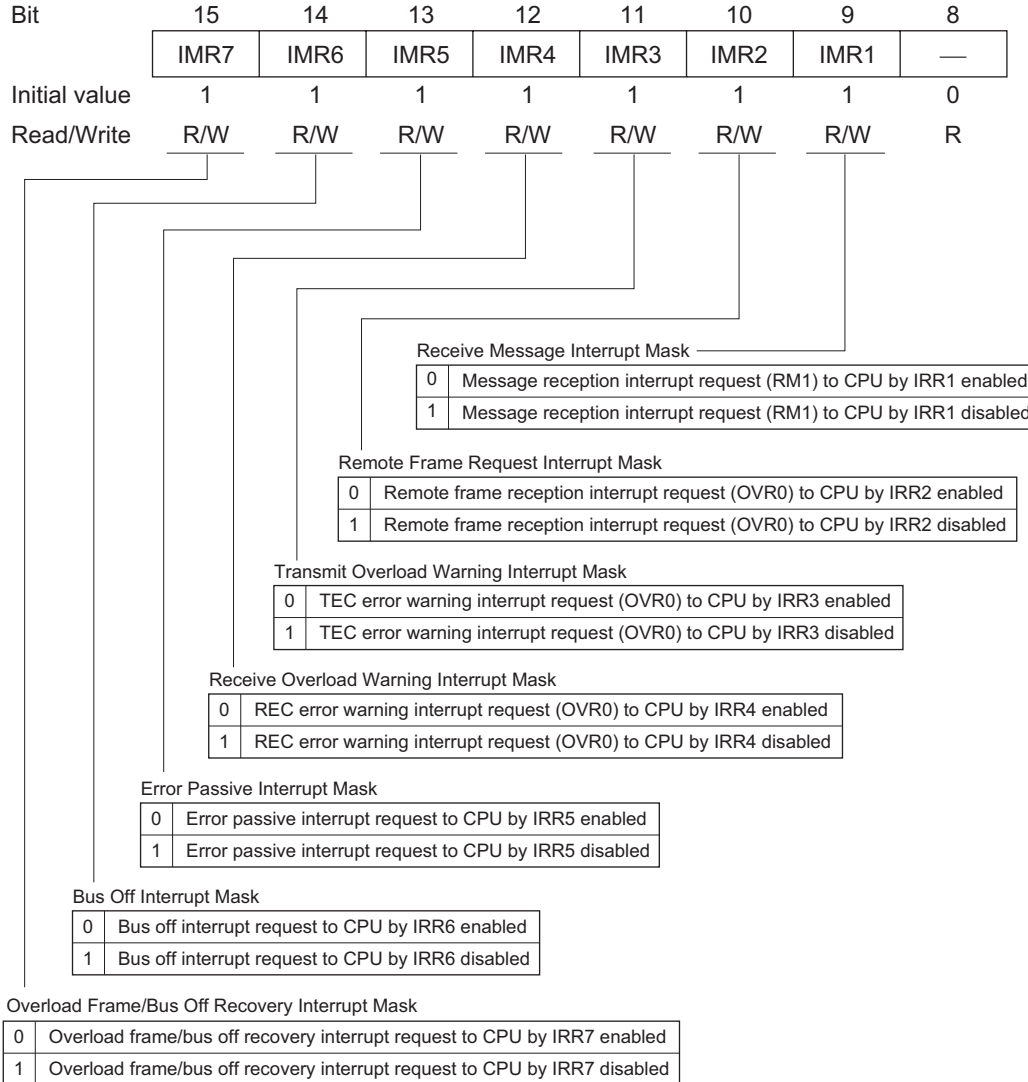 Bit 15 14 13 12 11 10 9 8
IMR7 IMR6 IMR5 IMR4 IMR3 IMR2 IMR1 —
Initial value 1 1 1 1 1 1 1 0
Read/Write R/W R/W R/W R/W R/W R/W R/W R
Receive Message Interrupt Mask
0 Message reception interrupt request (RM1) to CPU by IRR1 enabled
1 Message reception interrupt request (RM1) to CPU by IRR1 disabled
Remote Frame Request Interrupt Mask
0 Remote frame reception interrupt request (OVR0) to CPU by IRR2 enabled
1 Remote frame reception interrupt request (OVR0) to CPU by IRR2 disabled
Transmit Overload Warning Interrupt Mask
0 TEC error warning interrupt request (OVR0) to CPU by IRR3 enabled
1 TEC error warning interrupt request (OVR0) to CPU by IRR3 disabled
Receive Overload Warning Interrupt Mask
0 REC error warning interrupt request (OVR0) to CPU by IRR4 enabled
1 REC error warning interrupt request (OVR0) to CPU by IRR4 disabled
Error Passive Interrupt Mask
0 Error passive interrupt request to CPU by IRR5 enabled
1 Error passive interrupt request to CPU by IRR5 disabled
Bus Off Interrupt Mask
0 Bus off interrupt request to CPU by IRR6 enabled
1 Bus off interrupt request to CPU by IRR6 disabled
Overload Frame/Bus Off Recovery Interrupt Mask
0 Overload frame/bus off recovery interrupt request to CPU by IRR7 enabled
1 Overload frame/bus off recovery interrupt request to CPU by IRR7 disabled